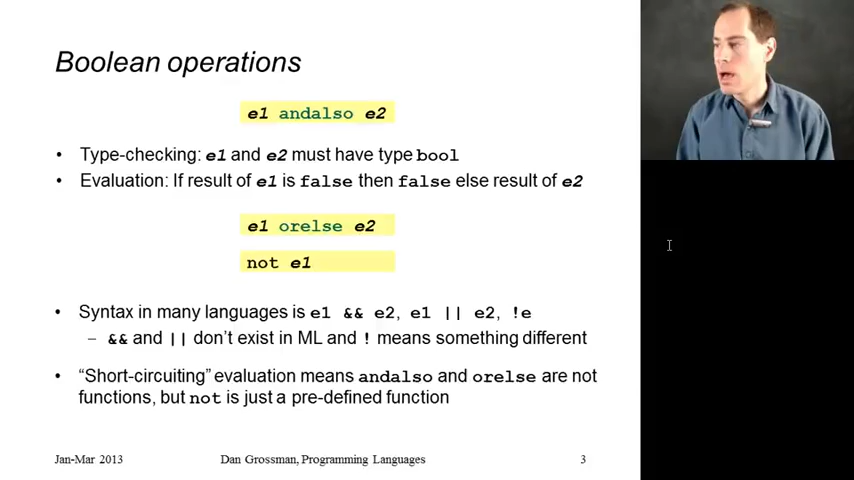 Boolean operations
e1 andalso e2
• Type-checking: e1 and e2 must have type bool
• Evaluation: If result of e1 is false then false else result of e2
e1 orelse e2
not e1
• Syntax in many languages is e1 && e2, e1 || e2, !e
– && and || don’t exist in ML and ! means something different
• “Short-circuiting” evaluation means andalso and orelse are not
functions, but not is just a pre-defined function
Jan-Mar 2013 Dan Grossman, Programming Languages 3